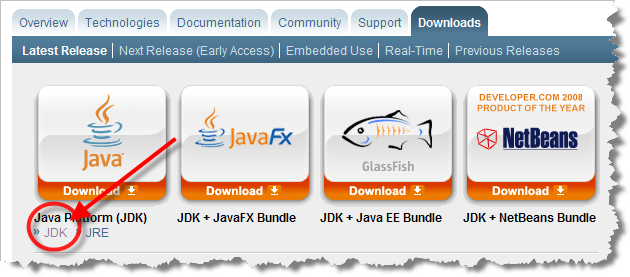 Overview Technologies Documentation Community Support Downloads
Latest Release | Next Release (Early Access) | Embedded Use | Real-Time | Previous Releases
Java
JavaFX
GlassFish
DEVELOPER.COM 2008
PRODUCT OF THE YEAR
NetBeans
Download Download Download Download
Java Platform (JDK) JDK + JavaFX Bundle JDK + Java EE Bundle JDK + NetBeans Bundle
» JDK » JRE